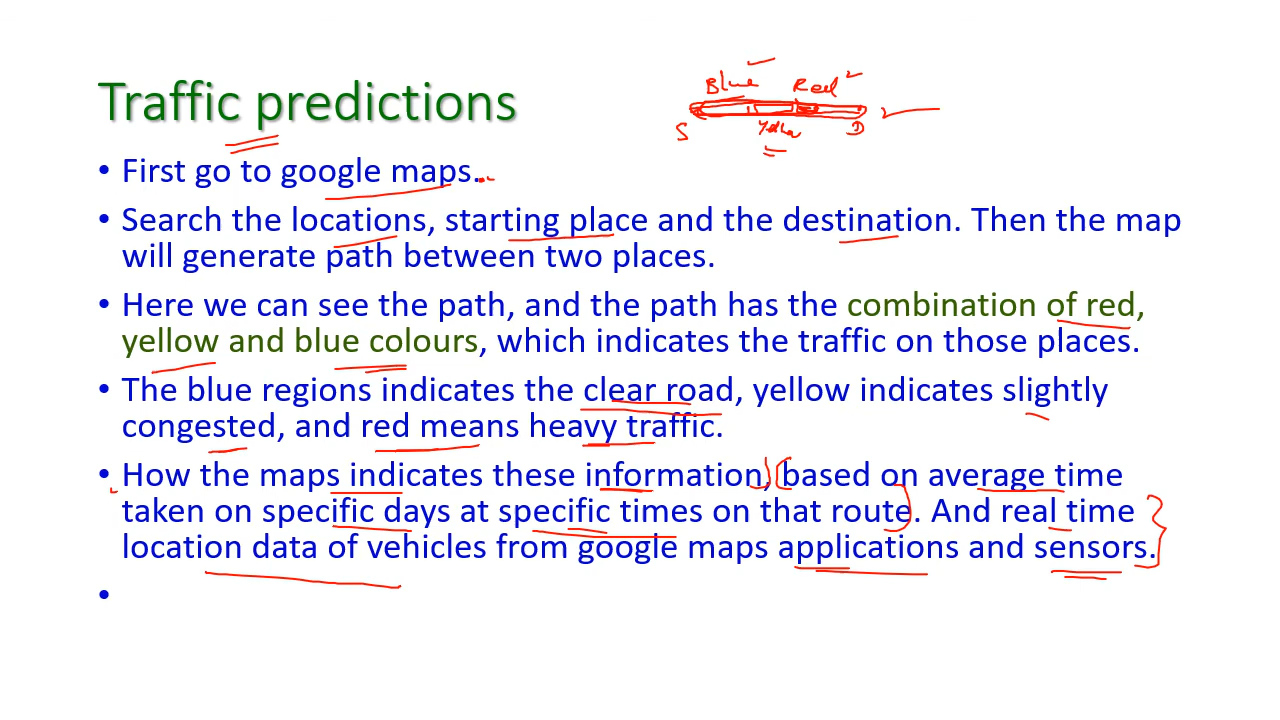 Blue Red
S Yellow D
Traffic predictions
• First go to google maps.
• Search the locations, starting place and the destination. Then the map
will generate path between two places.
• Here we can see the path, and the path has the combination of red,
yellow and blue colours, which indicates the traffic on those places.
• The blue regions indicates the clear road, yellow indicates slightly
congested, and red means heavy traffic.
• How the maps indicates these information, based on average time
taken on specific days at specific times on that route. And real time
location data of vehicles from google maps applications and sensors.
•